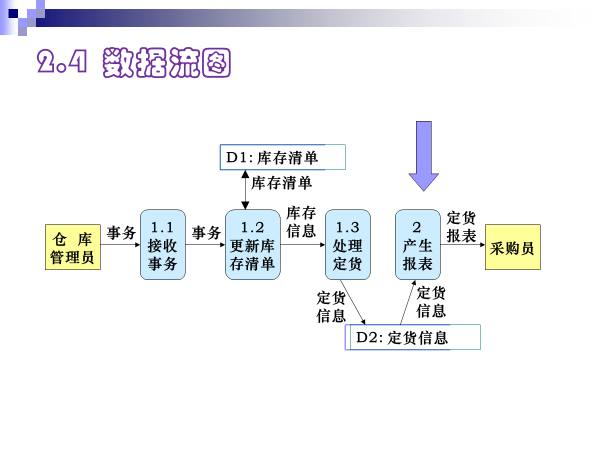 2.4 数据流图
D1: 库存清单
库存清单
仓 库
管理员
事务
1.1
接收
事务
事务
1.2
更新库
存清单
库存
信息
1.3
处理
定货
2
产生
报表
定货
报表
采购员
定货
信息
定货
信息
D2: 定货信息